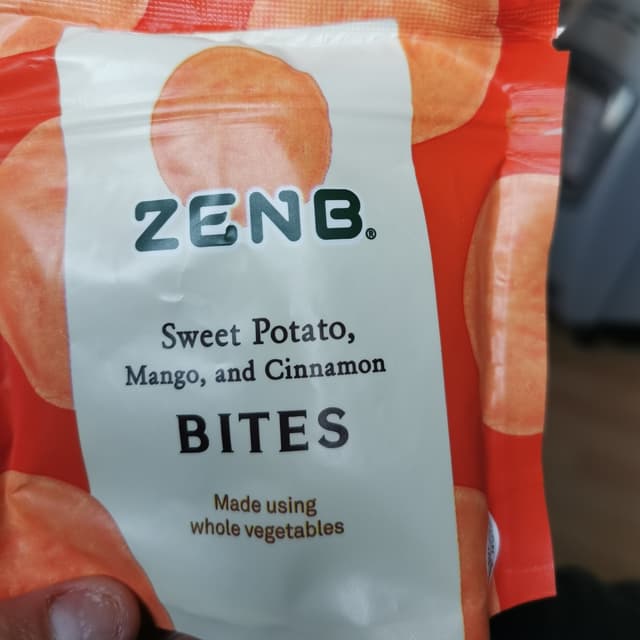 ZENB®
Sweet Potato,
Mango, and Cinnamon
BITES
Made using
whole vegetables